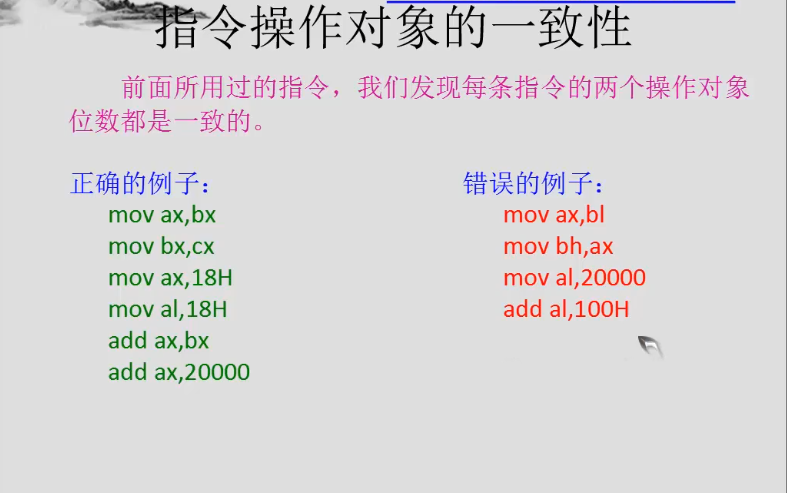 指令操作对象的一致性
前面所用过的指令，我们发现每条指令的两个操作对象
位数都是一致的。
正确的例子：
mov ax,bx
mov bx,cx
mov ax,18H
mov al,18H
add ax,bx
add ax,20000
错误的例子：
mov ax,bl
mov bh,ax
mov al,20000
add al,100H